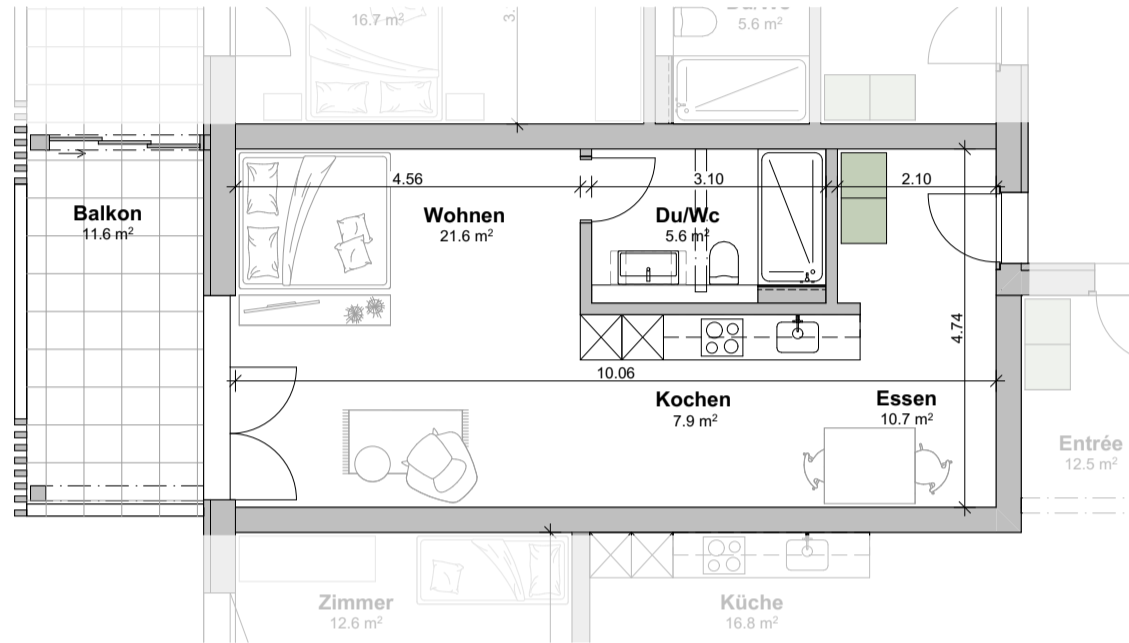 16.7 m²
5.6 m²
4.56
3.10
2.10
Balkon
11.6 m²
Wohnen
21.6 m²
Du/Wc
5.6 m²
4.74
10.06
Kochen
7.9 m²
Essen
10.7 m²
Entrée
12.5 m²
Zimmer
12.6 m²
Küche
16.8 m²